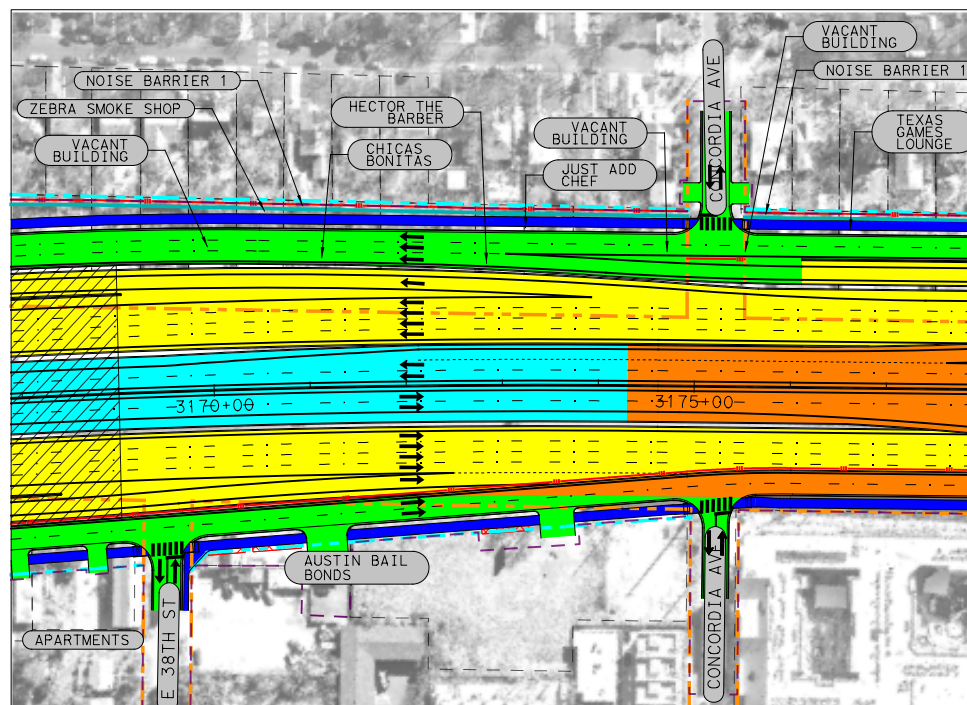 VACANT
BUILDING
NOISE BARRIER 1
CONCORDIA AVE
NOISE BARRIER 1
ZEBRA SMOKE SHOP
HECTOR THE
BARBER
VACANT
BUILDING
TEXAS
GAMES
LOUNGE
VACANT
BUILDING
CHICAS
BONITAS
JUST ADD
CHEF
3170+00
3175+00
AUSTIN BAIL
BONDS
APARTMENTS
E 38TH ST
CONCORDIA AVE